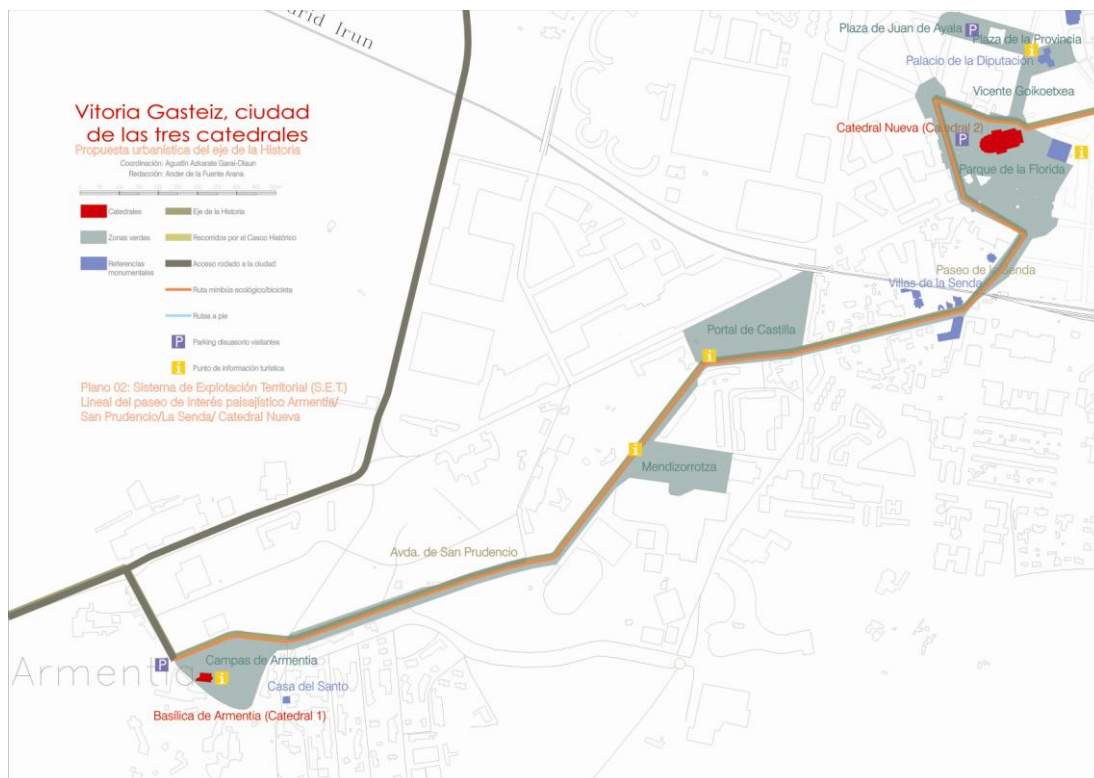 rid Irun
Plaza de Juan de Ayala
P
Plaza de la Provincia
i
Palacio de la Diputación
Vicente Goikoetxea
Vitoria Gasteiz, ciudad
de las tres catedrales
Propuesta urbanística del eje de la Historia
Coordinación: Agustín Azkarate Garai-Olaun
Redacción: Ander de la Fuente Arana.
Catedral Nueva (Catedral 2)
P
i
Parque de la Florida
Catedrales
Eje de la Historia
Zonas verdes
Recorridos por el Casco Histórico
Referencias
monumentales
Acceso rodado a la ciudad
Ruta minibús ecológico/bicicleta
Rutas a pie
P
Parking disuasorio visitantes
i
Punto de información turística
Paseo de la Senda
Villas de la Senda
Portal de Castilla
i
Plano 02: Sistema de Explotación Territorial (S.E.T.)
Lineal del paseo de interés paisajístico Armentia/
San Prudencio/La Senda/ Catedral Nueva
i
Mendizorrotza
Avda. de San Prudencio
P
Campas de Armentia
Armentia
i
Casa del Santo
Basílica de Armentia (Catedral 1)